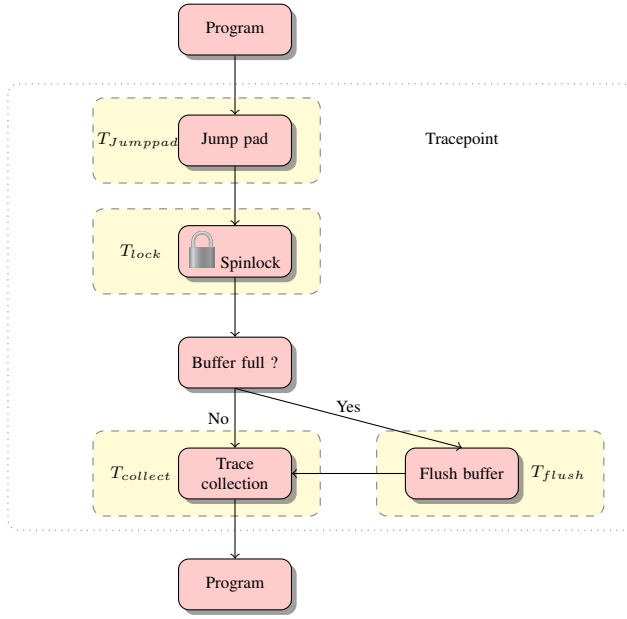 Program
T_Jumppad Jump pad
Tracepoint
T_lock Spinlock
Buffer full ?
No
Yes
T_collect
Trace
collection
Flush buffer T_flush
Program